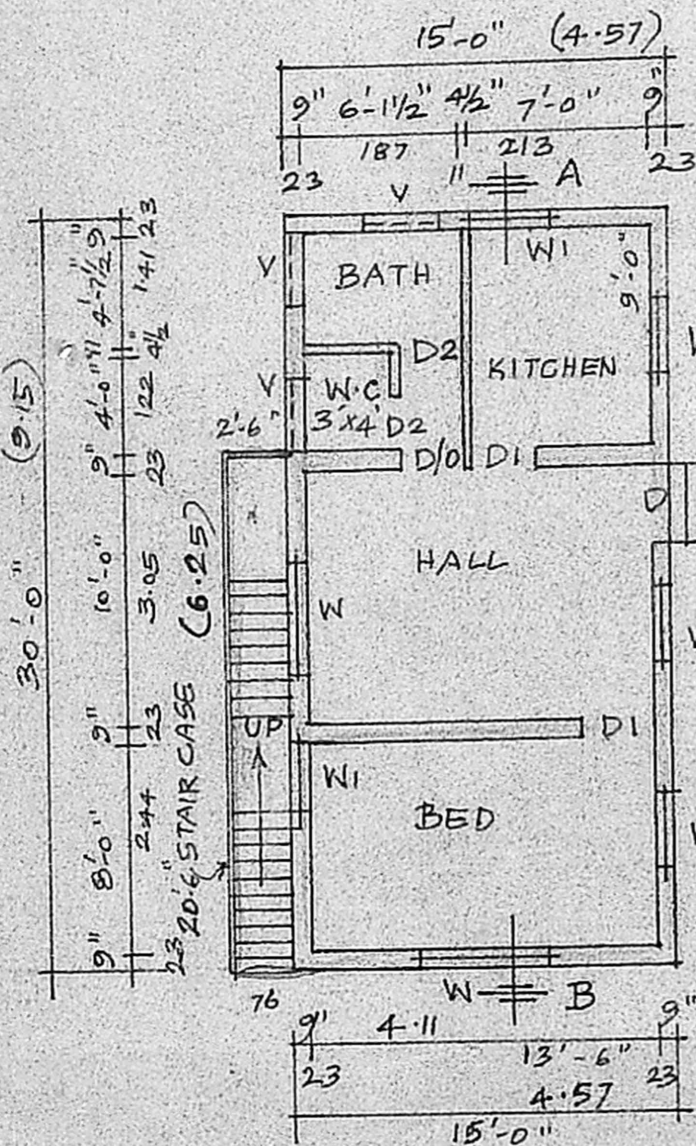 15'-0" (4.57)
9" 6'-1½" 4½" 7'-0" 9"
23 187 11 213 23
V A
BATH W1
V 9'-0"
D2 KITCHEN
W.C
V 3'x4' D2
2'-6"
D/O D1
D
HALL
W
UP D1
W1
BED
W B
30'-0" (9.15)
9" 4'-7½" 4½" 4'-0" 9" 10'-0" 9" 8'-0" 9"
23 1.41 11 122 23 3.05 23 2.44 23
20'.6" STAIR CASE (6.25)
76
9" 4.11 13'-6" 9"
23 4.57 23
15'-0"